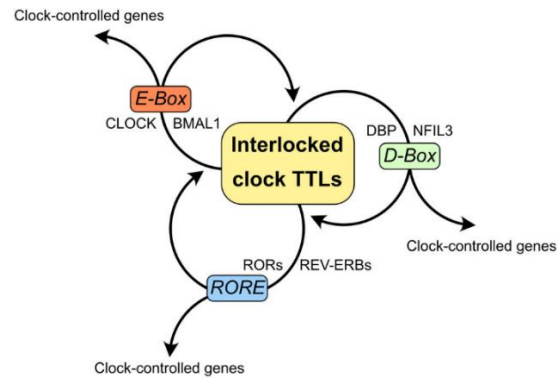 Clock-controlled genes
E-Box
CLOCK BMAL1
Interlocked
clock TTLs
DBP NFIL3
D-Box
Clock-controlled genes
RORs REV-ERBs
RORE
Clock-controlled genes